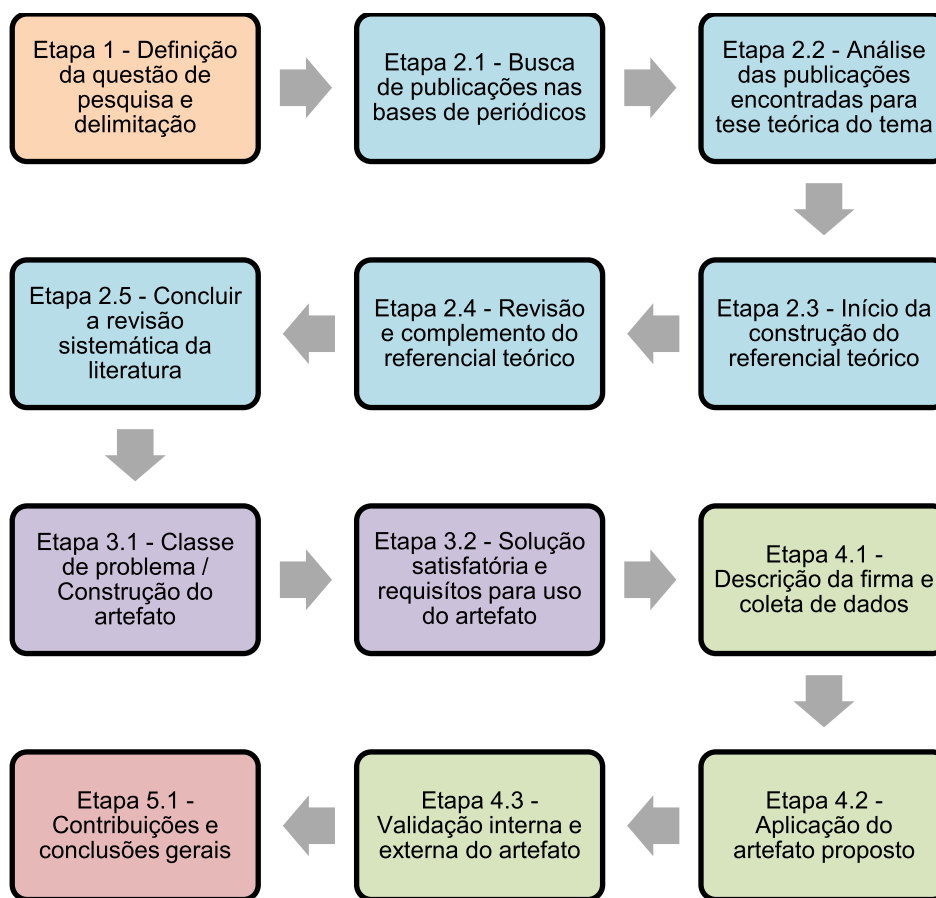 Etapa 1 - Definição
da questão de
pesquisa e
delimitação
Etapa 2.1 - Busca
de publicações nas
bases de periódicos
Etapa 2.2 - Análise
das publicações
encontradas para
tese teórica do tema
Etapa 2.3 - Início da
construção do
referencial teórico
Etapa 2.4 - Revisão
e complemento do
referencial teórico
Etapa 2.5 - Concluir
a revisão
sistemática da
literatura
Etapa 3.1 - Classe
de problema /
Construção do
artefato
Etapa 3.2 - Solução
satisfatória e
requisítos para uso
do artefato
Etapa 4.1 -
Descrição da firma e
coleta de dados
Etapa 4.2 -
Aplicação do
artefato proposto
Etapa 4.3 -
Validação interna e
externa do artefato
Etapa 5.1 -
Contribuições e
conclusões gerais